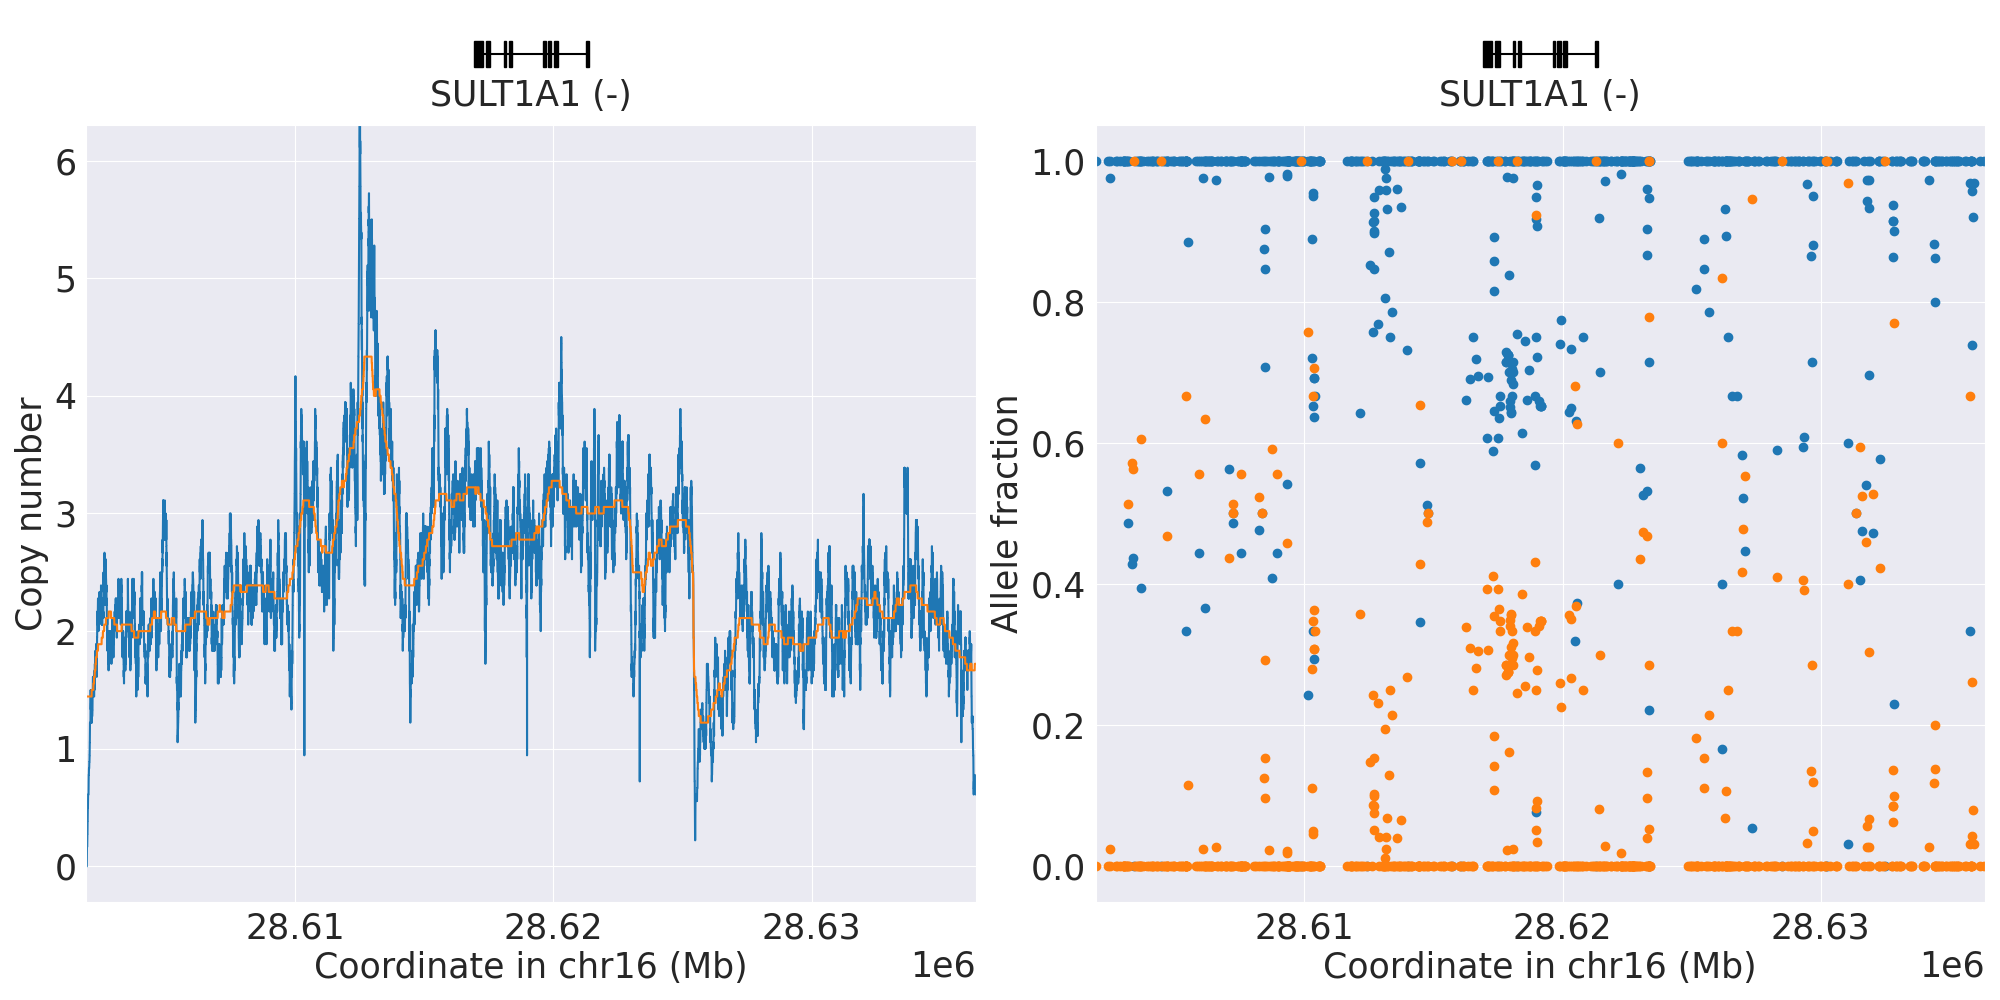 SULT1A1 (-)
6
5
4
3
2
1
0
Copy number
28.61
28.62
28.63
Coordinate in chr16 (Mb)
1e6
SULT1A1 (-)
1.0
0.8
0.6
0.4
0.2
0.0
Allele fraction
28.61
28.62
28.63
Coordinate in chr16 (Mb)
1e6